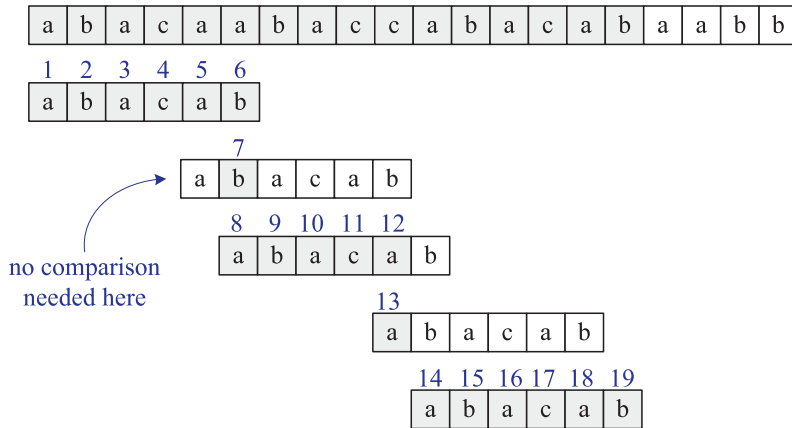 a b a c a a b a c c a b a c a b a a b b
1 2 3 4 5 6
a b a c a b
7
a b a c a b
8 9 10 11 12
a b a c a b
no comparison
needed here
13
a b a c a b
14 15 16 17 18 19
a b a c a b